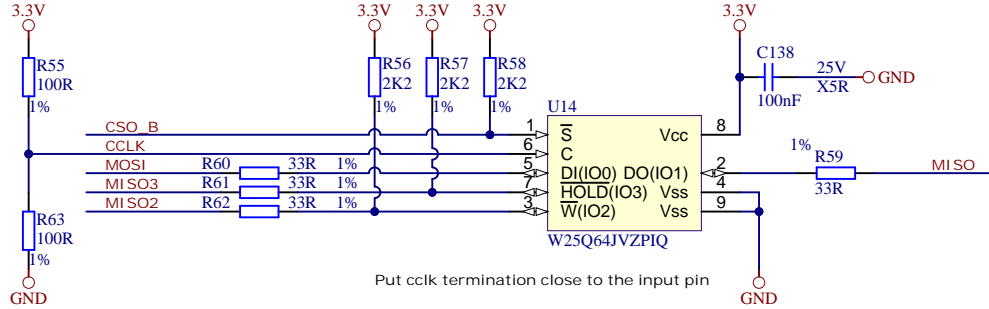 3.3V 3.3V 3.3V 3.3V 3.3V
R55 R56 R57 R58 C138
100R 2K2 2K2 2K2 25V GND
1% 1% 1% 1% 100nF X5R
U14
CSO_B 1 S Vcc 8
CCLK 6 C
MOSI R60 33R 1% 5 DI(IO0) DO(IO1) 2 1% R59 MISO
MISO3 R61 33R 1% 7 HOLD(IO3) Vss 4 33R
MISO2 R62 33R 1% 3 W(IO2) Vss 9
R63
100R W25Q64JVZPIQ
1%
Put cclk termination close to the input pin
GND GND